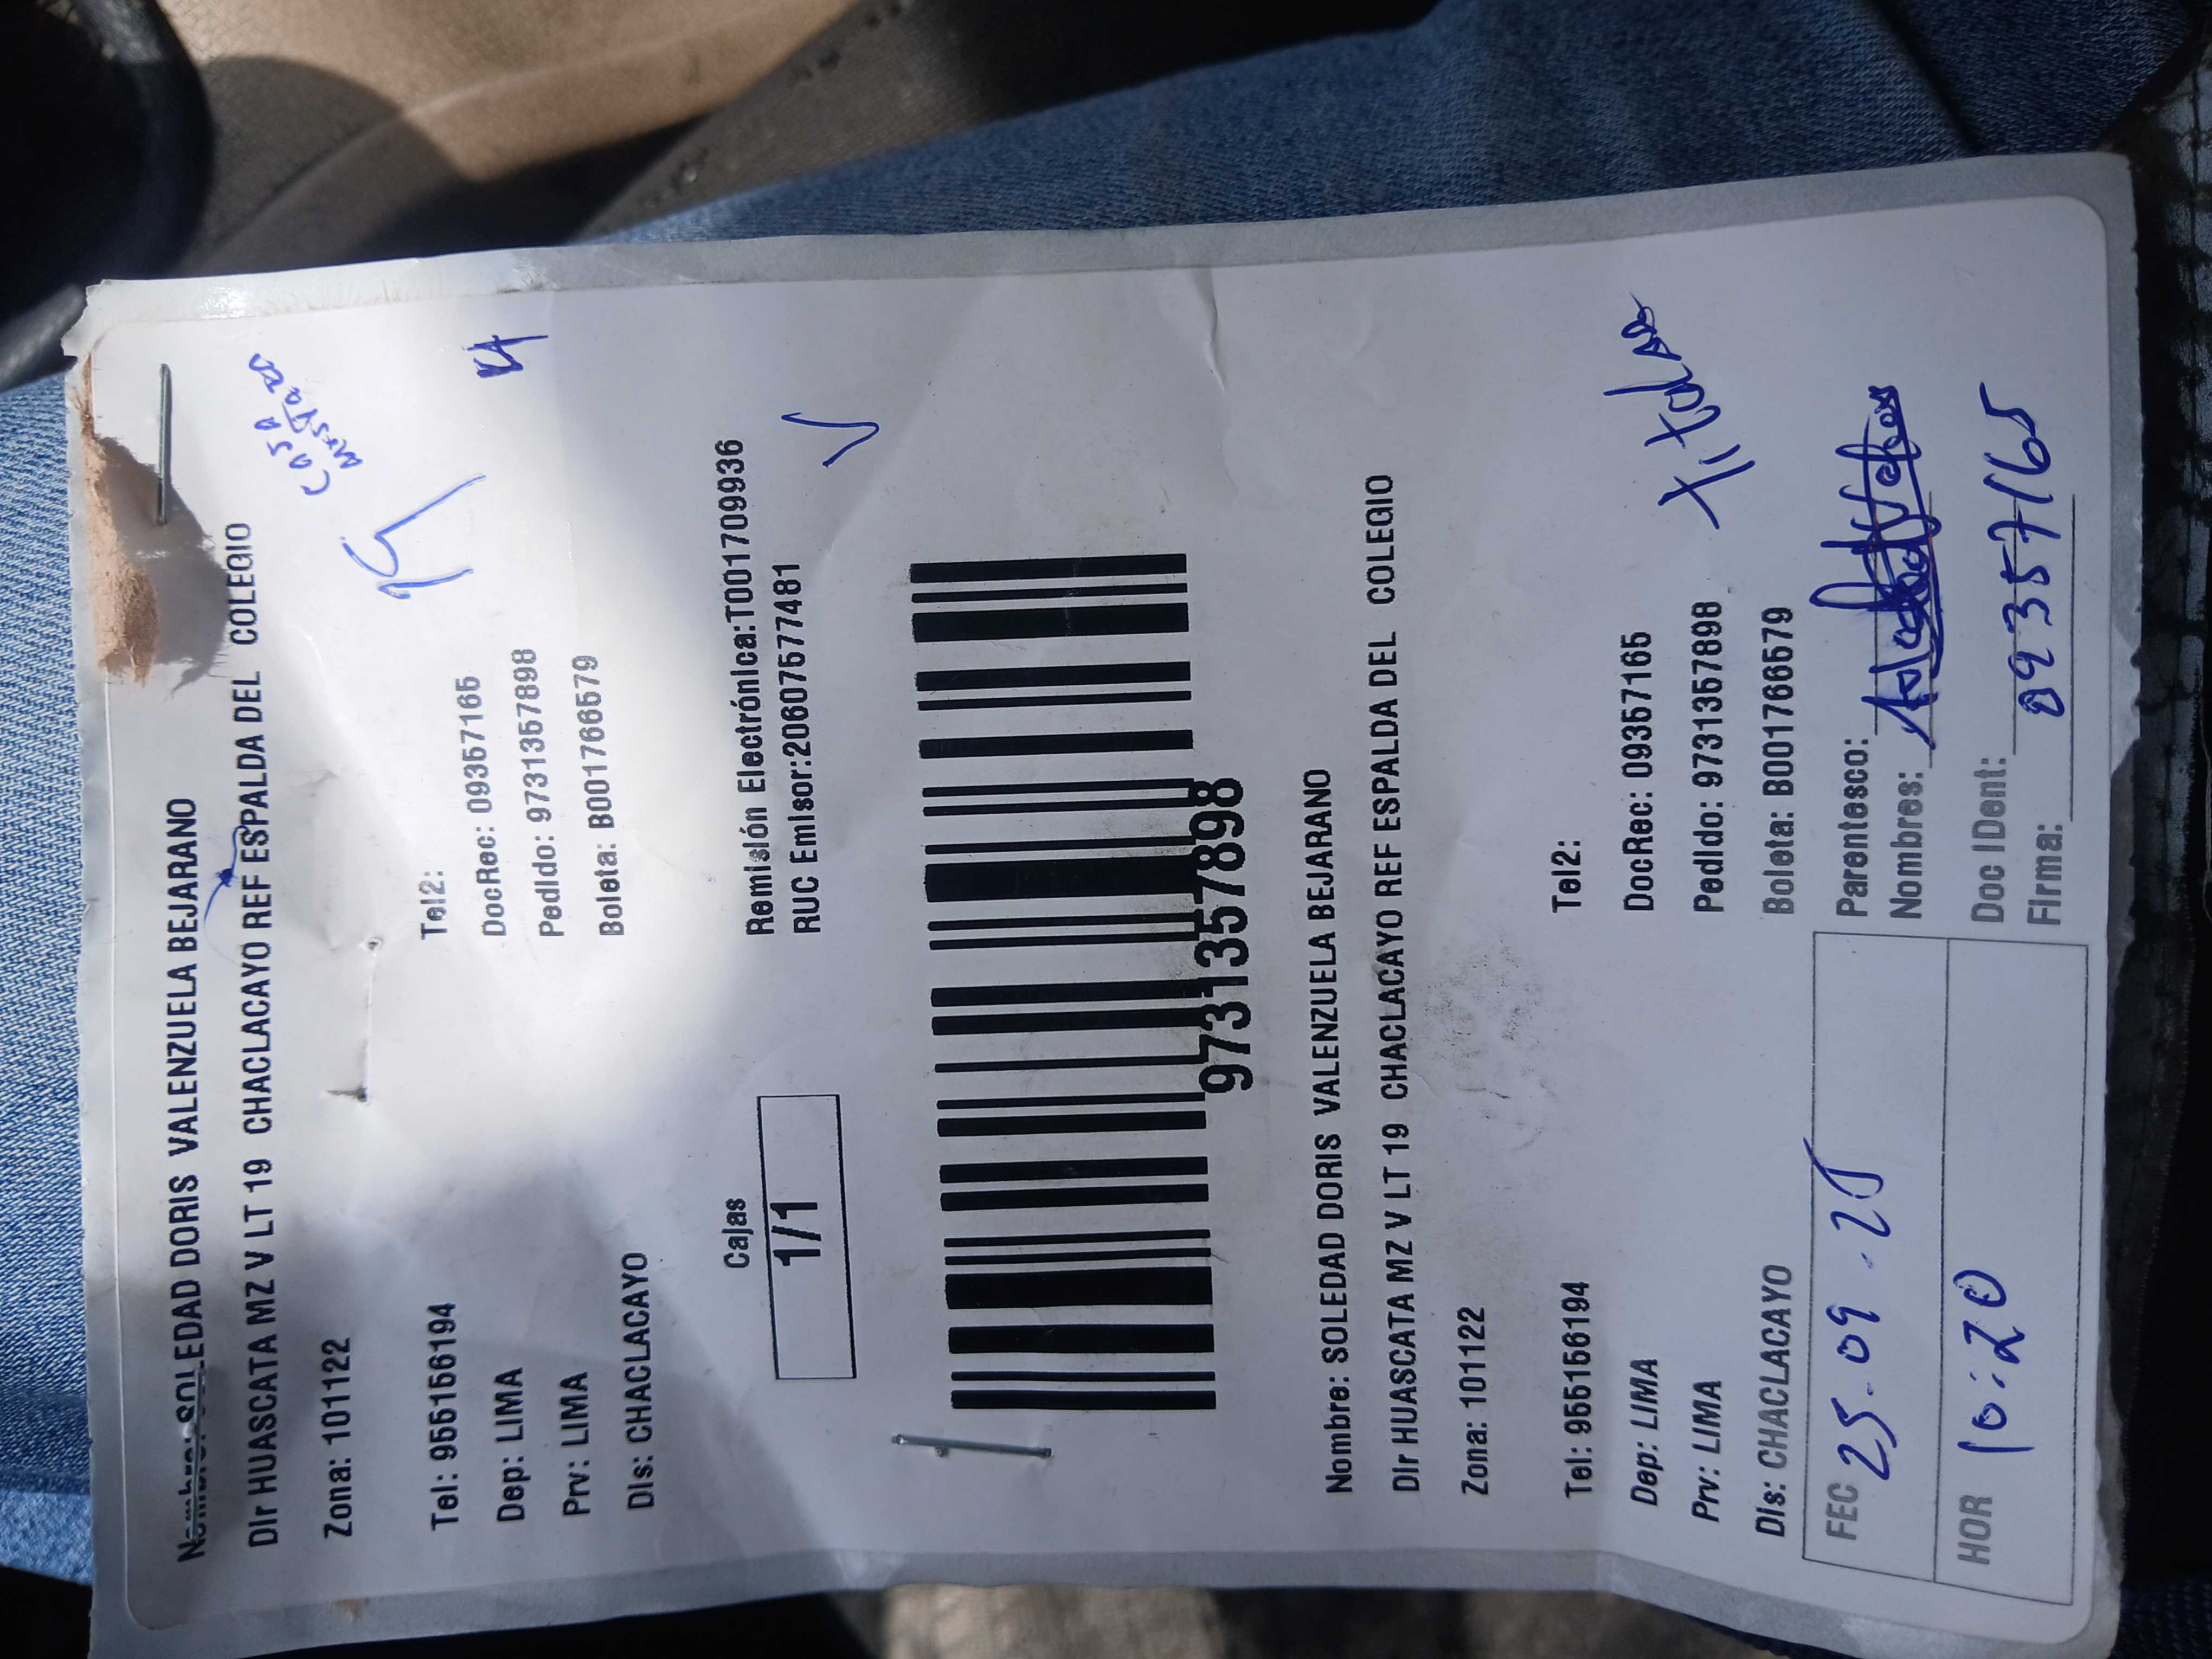 Nombre: SOLEDAD DORIS VALENZUELA BEJARANO
Dir HUASCATA MZ V LT 19 CHACLACAYO REF ESPALDA DEL COLEGIO
CASA
Zona: 101122
Tel: 955156194
Tel2:
Dep: LIMA
DocRec: 09357165
Prv: LIMA
Pedido: 97313578​98
Dis: CHACLACAYO
Boleta: B001766579
Cajas
1/1
Remisión Electrónica:T001709936
RUC Emisor:20607577481
9731357898
Nombre: SOLEDAD DORIS VALENZUELA BEJARANO
Dir HUASCATA MZ V LT 19 CHACLACAYO REF ESPALDA DEL COLEGIO
Zona: 101122
Tel: 955156194
Tel2:
Dep: LIMA
DocRec: 09357165
Prv: LIMA
Pedido: 9731357898
Titular
Dis: CHACLACAYO
Boleta: B001766579
FEC 25.09.25
Parentesco:
Nombres:
HOR 10:20
Doc IDent: 09357165
Firma: